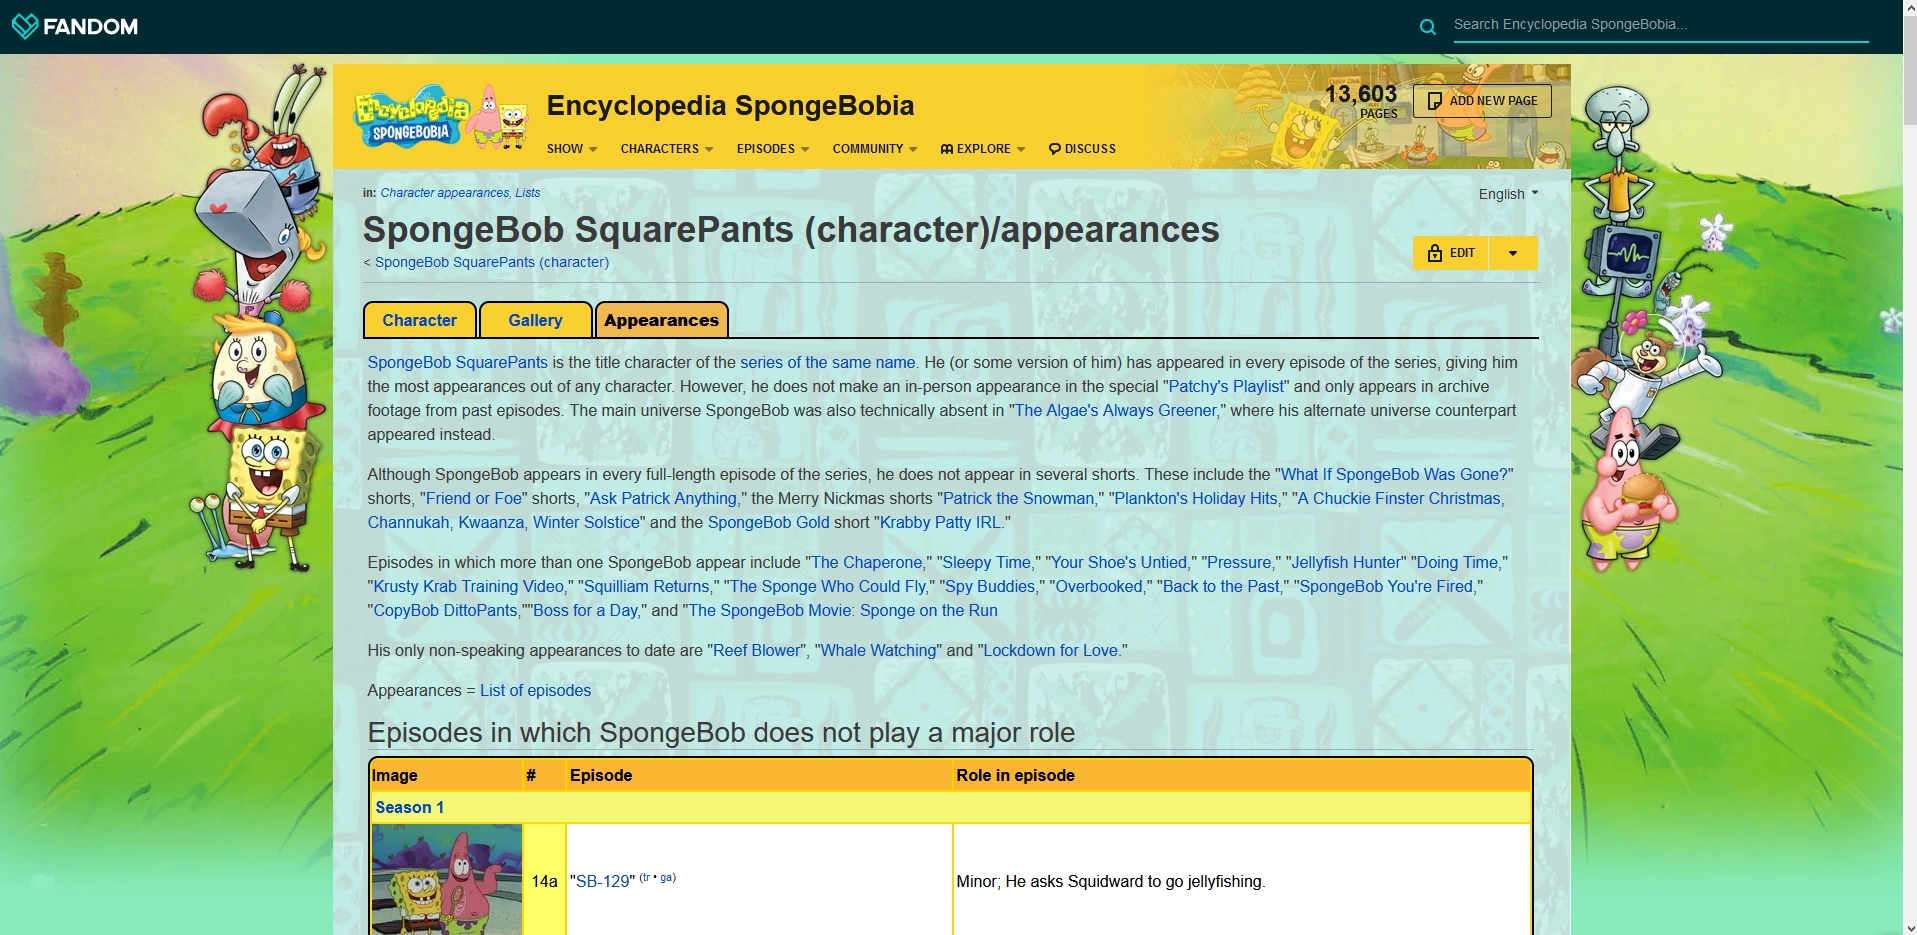 FANDOM
Search Encyclopedia SpongeBobia...
Encyclopedia
SPONGEBOBIA
Encyclopedia SpongeBobia
13,603
PAGES
ADD NEW PAGE
SHOW
CHARACTERS
EPISODES
COMMUNITY
EXPLORE
DISCUSS
in: Character appearances, Lists
English
SpongeBob SquarePants (character)/appearances
< SpongeBob SquarePants (character)
EDIT
Character
Gallery
Appearances
SpongeBob SquarePants is the title character of the series of the same name. He (or some version of him) has appeared in every episode of the series, giving him
the most appearances out of any character. However, he does not make an in-person appearance in the special "Patchy's Playlist" and only appears in archive
footage from past episodes. The main universe SpongeBob was also technically absent in "The Algae's Always Greener," where his alternate universe counterpart
appeared instead.
Although SpongeBob appears in every full-length episode of the series, he does not appear in several shorts. These include the "What If SpongeBob Was Gone?"
shorts, "Friend or Foe" shorts, "Ask Patrick Anything," the Merry Nickmas shorts "Patrick the Snowman," "Plankton's Holiday Hits," "A Chuckie Finster Christmas,
Channukah, Kwaanza, Winter Solstice" and the SpongeBob Gold short "Krabby Patty IRL."
Episodes in which more than one SpongeBob appear include "The Chaperone," "Sleepy Time," "Your Shoe's Untied," "Pressure," "Jellyfish Hunter" "Doing Time,"
"Krusty Krab Training Video," "Squilliam Returns," "The Sponge Who Could Fly," "Spy Buddies," "Overbooked," "Back to the Past," "SpongeBob You're Fired,"
"CopyBob DittoPants,""Boss for a Day," and "The SpongeBob Movie: Sponge on the Run
His only non-speaking appearances to date are "Reef Blower", "Whale Watching" and "Lockdown for Love."
Appearances = List of episodes
Episodes in which SpongeBob does not play a major role
Image # Episode Role in episode
Season 1
14a "SB-129" (tr • ga) Minor; He asks Squidward to go jellyfishing.